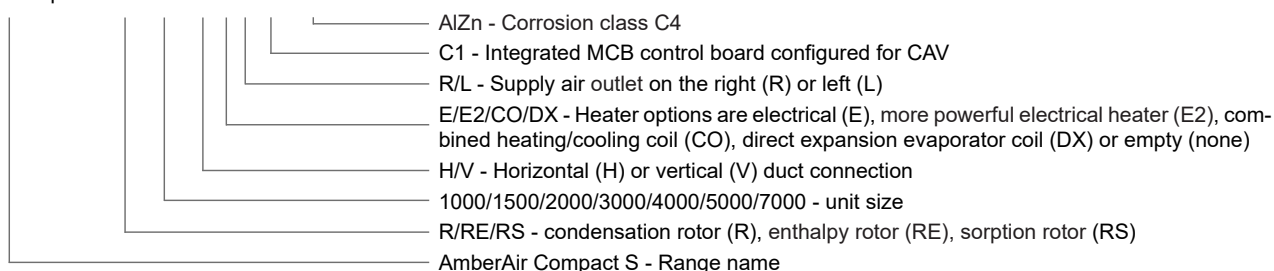 AlZn - Corrosion class C4
C1 - Integrated MCB control board configured for CAV
R/L - Supply air outlet on the right (R) or left (L)
E/E2/CO/DX - Heater options are electrical (E), more powerful electrical heater (E2), com-
bined heating/cooling coil (CO), direct expansion evaporator coil (DX) or empty (none)
H/V - Horizontal (H) or vertical (V) duct connection
1000/1500/2000/3000/4000/5000/7000 - unit size
R/RE/RS - condensation rotor (R), enthalpy rotor (RE), sorption rotor (RS)
AmberAir Compact S - Range name